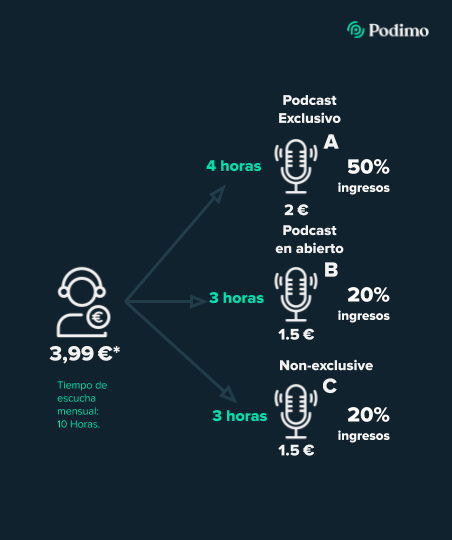 Podimo
Podcast
Exclusivo
A
4 horas
50%
ingresos
2 €
Podcast
en abierto
B
3 horas
20%
ingresos
1.5 €
€
3,99 €*
Tiempo de
escucha
mensual:
10 Horas.
Non-exclusive
C
3 horas
20%
ingresos
1.5 €